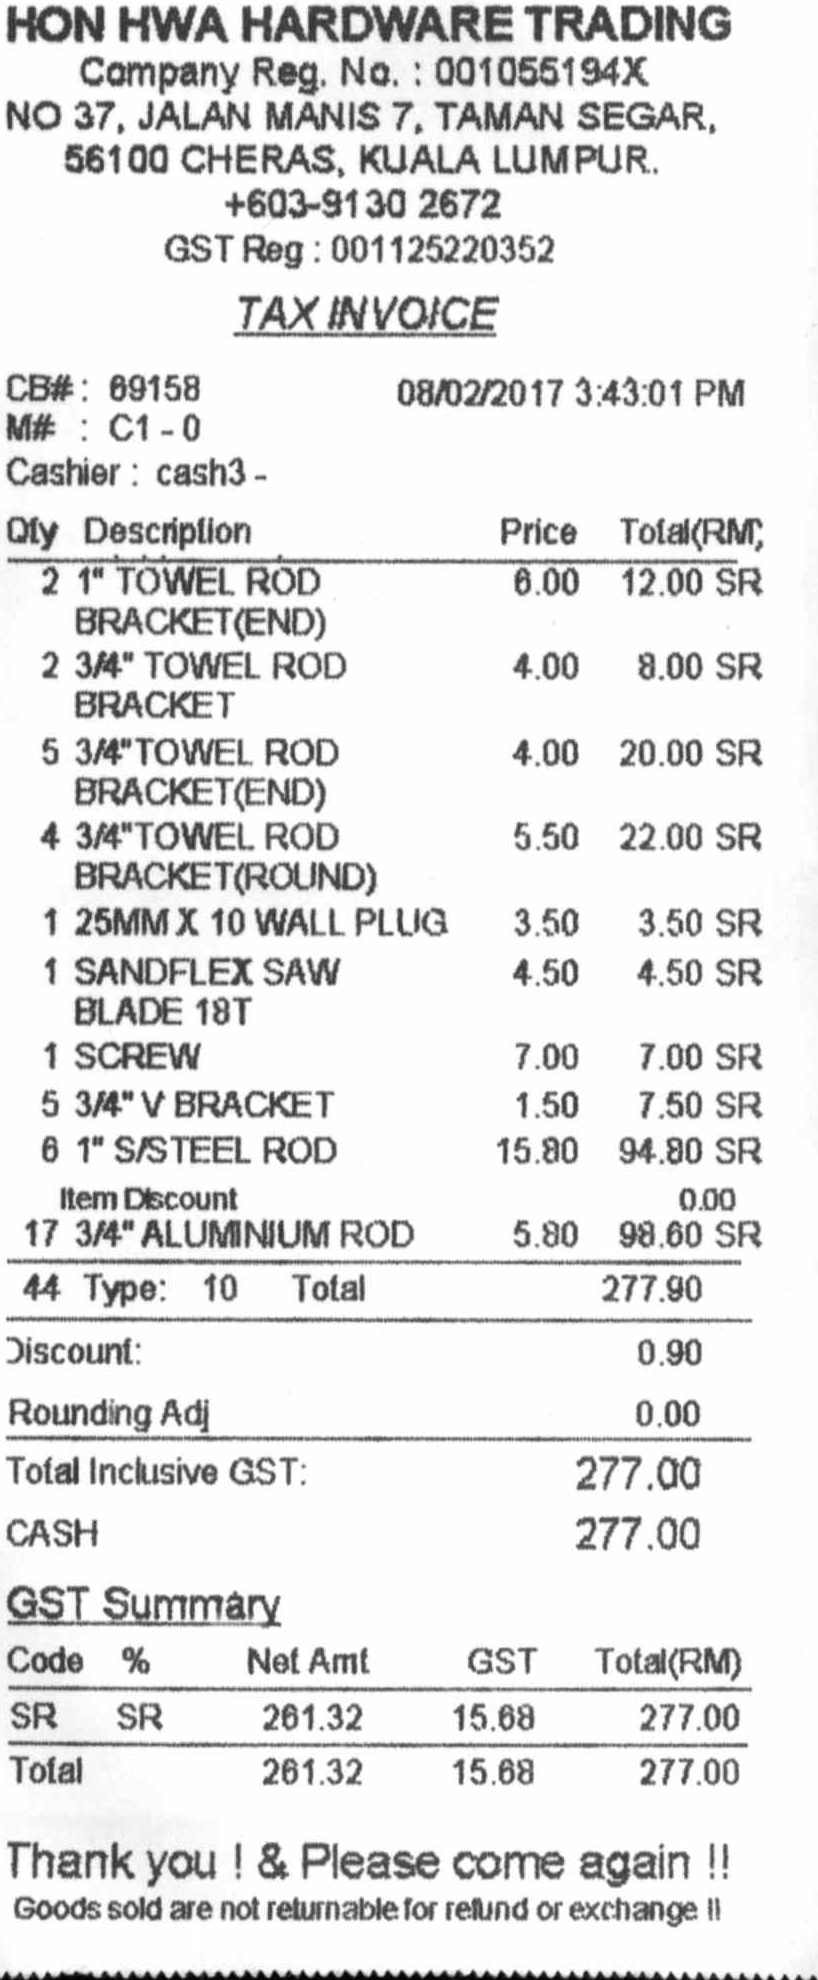 HON HWA HARDWARE TRADING
Company Reg. No. : 001055194X
NO 37, JALAN MANIS 7, TAMAN SEGAR,
56100 CHERAS, KUALA LUMPUR.
+603-9130 2672
GST Reg : 001125220352
TAX INVOICE
CB# : 69158 08/02/2017 3:43:01 PM
M# : C1 - 0
Cashier : cash3 -
Qty Description Price Total(RM)
2 1" TOWEL ROD 6.00 12.00 SR
BRACKET(END)
2 3/4" TOWEL ROD 4.00 8.00 SR
BRACKET
5 3/4"TOWEL ROD 4.00 20.00 SR
BRACKET(END)
4 3/4"TOWEL ROD 5.50 22.00 SR
BRACKET(ROUND)
1 25MM X 10 WALL PLUG 3.50 3.50 SR
1 SANDFLEX SAW 4.50 4.50 SR
BLADE 18T
1 SCREW 7.00 7.00 SR
5 3/4" V BRACKET 1.50 7.50 SR
6 1" S/STEEL ROD 15.80 94.80 SR
Item Discount 0.00
17 3/4" ALUMINIUM ROD 5.80 98.60 SR
44 Type: 10 Total 277.90
Discount: 0.90
Rounding Adj 0.00
Total Inclusive GST: 277.00
CASH 277.00
GST Summary
Code % Net Amt GST Total(RM)
SR SR 261.32 15.68 277.00
Total 261.32 15.68 277.00
Thank you ! & Please come again !!
Goods sold are not returnable for refund or exchange !!